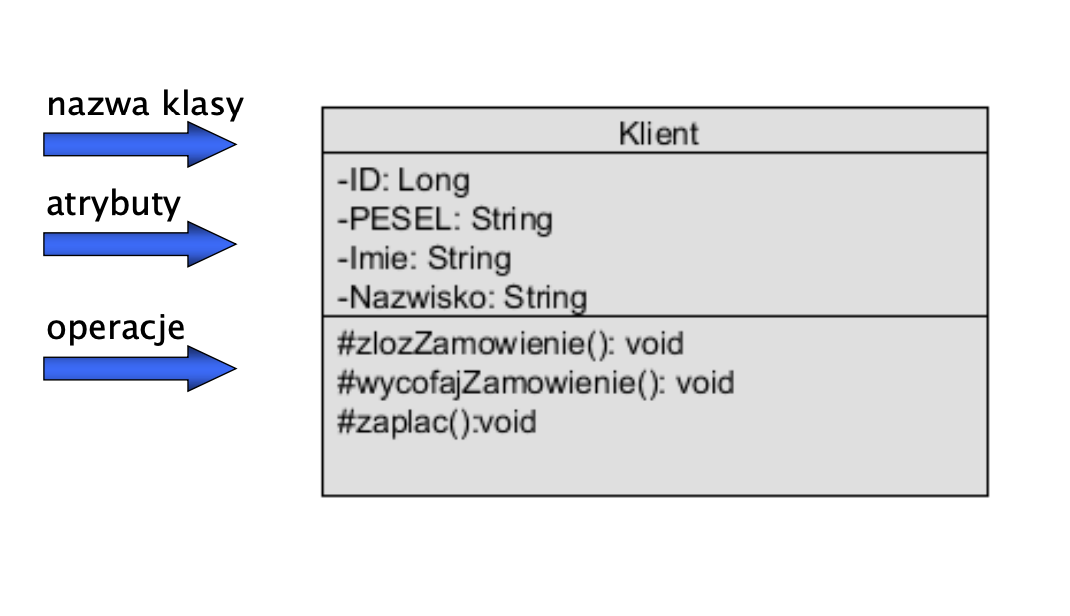 nazwa klasy
atrybuty
operacje
Klient
-ID: Long
-PESEL: String
-Imie: String
-Nazwisko: String
#zlozZamowienie(): void
#wycofajZamowienie(): void
#zaplac():void